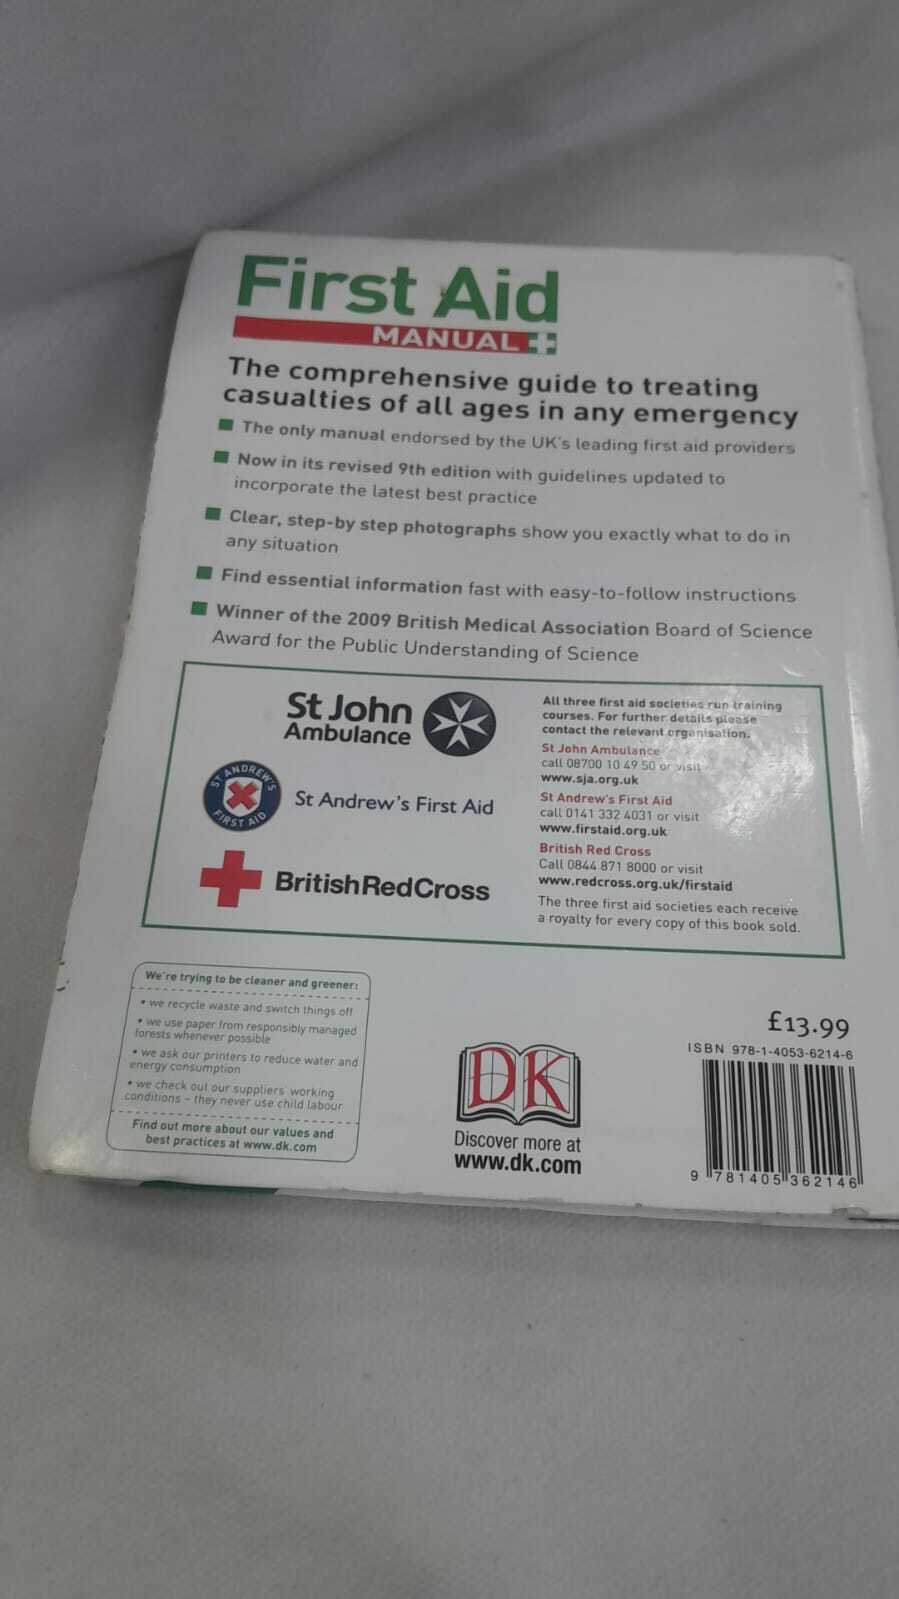 First Aid
MANUAL
The comprehensive guide to treating
casualties of all ages in any emergency
The only manual endorsed by the UK's leading first aid providers
Now in its revised 9th edition with guidelines updated to
incorporate the latest best practice
Clear, step-by step photographs show you exactly what to do in
any situation
Find essential information fast with easy-to-follow instructions
Winner of the 2009 British Medical Association Board of Science
Award for the Public Understanding of Science
St John
Ambulance
ST ANDREW'S
FIRST AID
St Andrew's First Aid
BritishRedCross
All three first aid societies run training
courses. For further details please
contact the relevant organisation.
St John Ambulance
call 08700 10 49 50 or visit
www.sja.org.uk
St Andrew's First Aid
call 0141 332 4031 or visit
www.firstaid.org.uk
British Red Cross
Call 0844 871 8000 or visit
www.redcross.org.uk/firstaid
The three first aid societies each receive
a royalty for every copy of this book sold.
We're trying to be cleaner and greener:
• we recycle waste and switch things off
• we use paper from responsibly managed
forests whenever possible
• we ask our printers to reduce water and
energy consumption
• we check out our suppliers' working
conditions – they never use child labour
Find out more about our values and
best practices at www.dk.com
DK
Discover more at
www.dk.com
£13.99
ISBN 978-1-4053-6214-6
9 781405 362146